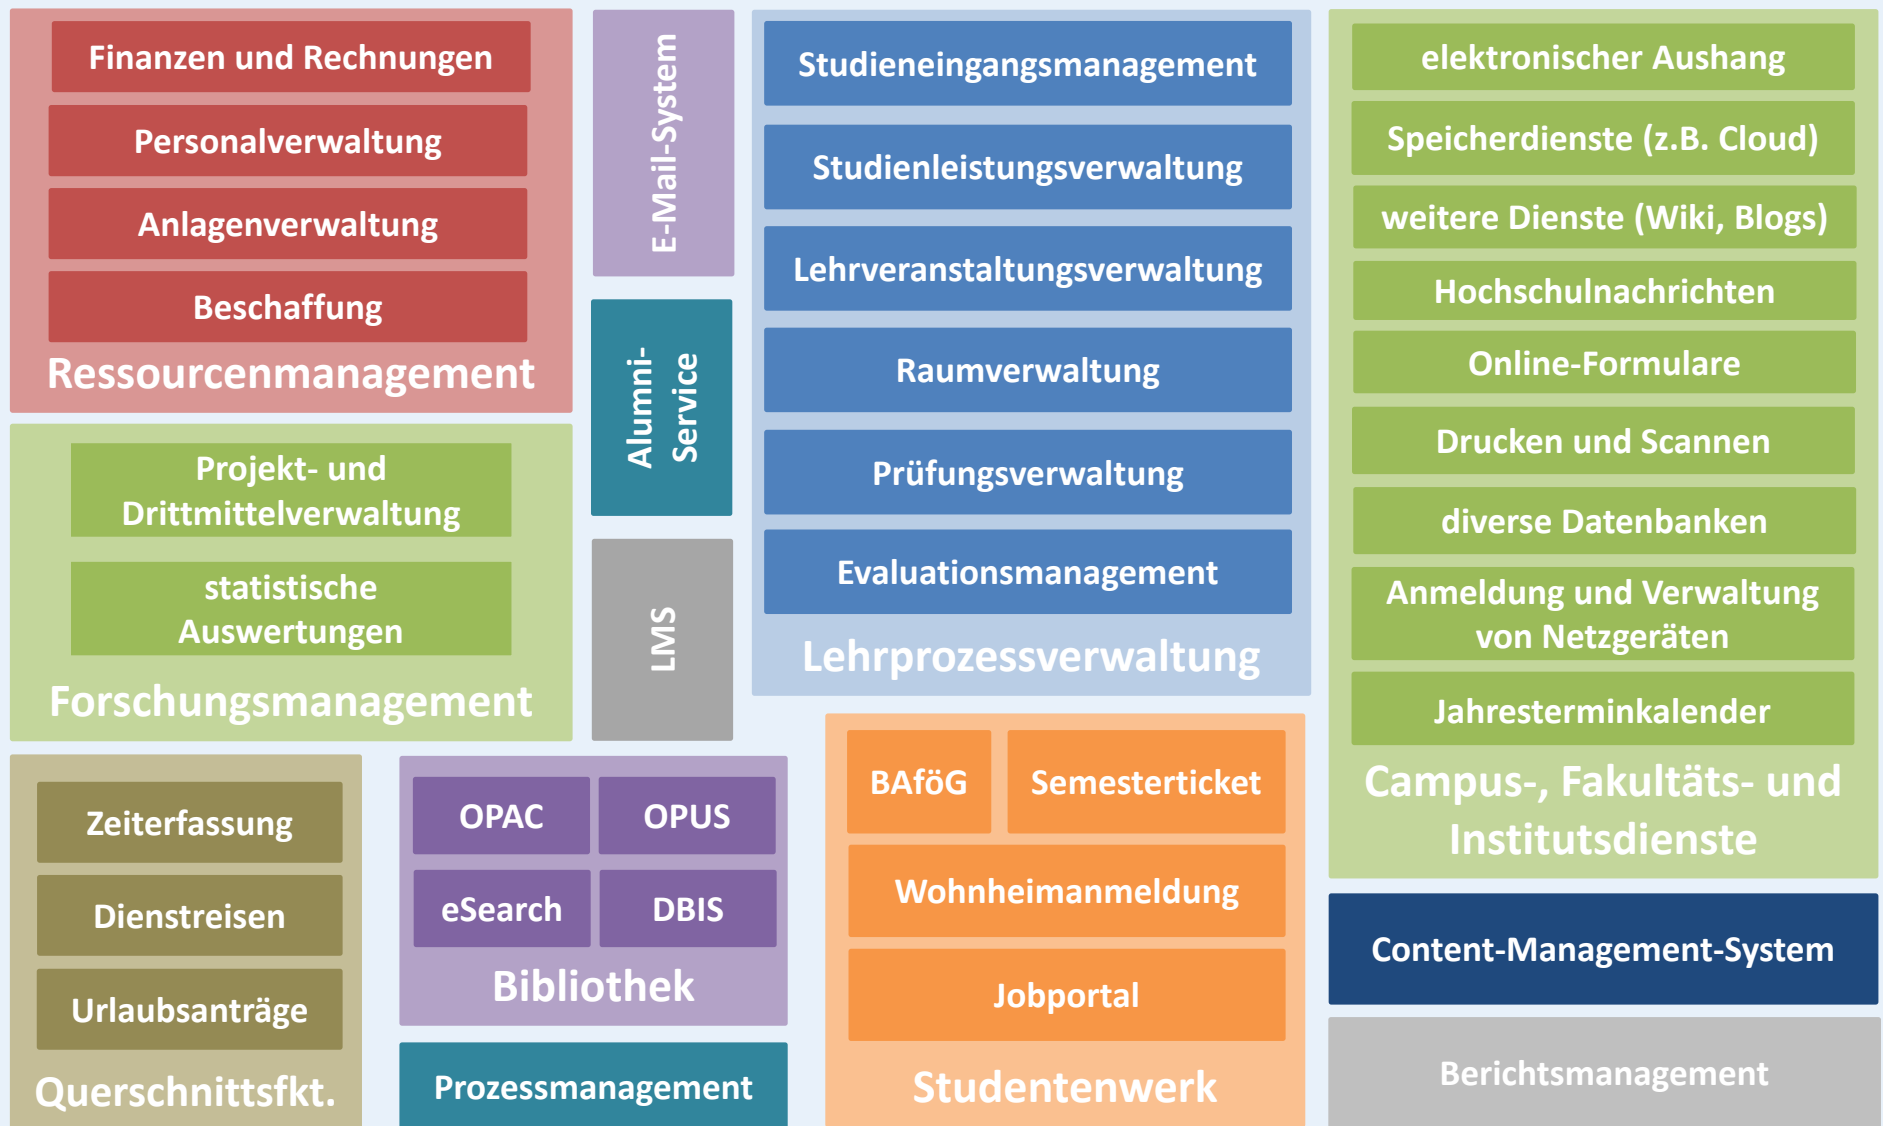 Finanzen und Rechnungen
Personalverwaltung
Anlagenverwaltung
Beschaffung
Ressourcenmanagement
Projekt- und
Drittmittelverwaltung
statistische
Auswertungen
Forschungsmanagement
Zeiterfassung
Dienstreisen
Urlaubsanträge
Querschnittsfkt.
E-Mail-System
Alumni-
Service
LMS
OPAC
OPUS
eSearch
DBIS
Bibliothek
Prozessmanagement
Studieneingangsmanagement
Studienleistungsverwaltung
Lehrveranstaltungsverwaltung
Raumverwaltung
Prüfungsverwaltung
Evaluationsmanagement
Lehrprozessverwaltung
BAföG
Semesterticket
Wohnheimanmeldung
Jobportal
Studentenwerk
elektronischer Aushang
Speicherdienste (z.B. Cloud)
weitere Dienste (Wiki, Blogs)
Hochschulnachrichten
Online-Formulare
Drucken und Scannen
diverse Datenbanken
Anmeldung und Verwaltung
von Netzgeräten
Jahresterminkalender
Campus-, Fakultäts- und
Institutsdienste
Content-Management-System
Berichtsmanagement